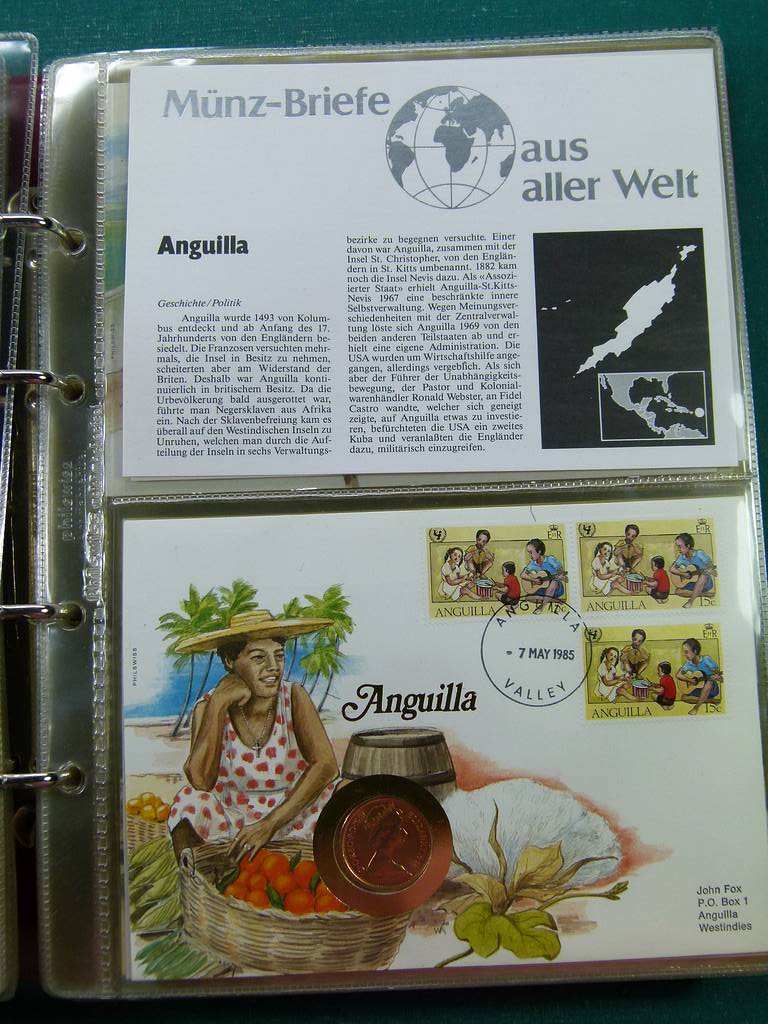 Münz-Briefe
aus
aller Welt
Anguilla
Geschichte/Politik
Anguilla wurde 1493 von Kolum-
bus entdeckt und ab Anfang des 17.
Jahrhunderts von den Engländern be-
siedelt. Die Franzosen versuchten mehr-
mals, die Insel in Besitz zu nehmen,
scheiterten aber am Widerstand der
Briten. Deshalb war Anguilla konti-
nuierlich in britischem Besitz. Da die
Urbevölkerung bald ausgerottet war,
führte man Negersklaven aus Afrika
ein. Nach der Sklavenbefreiung kam es
überall auf den Westindischen Inseln zu
Unruhen, welchen man durch die Auf-
teilung der Inseln in sechs Verwaltungs-
bezirke zu begegnen versuchte. Einer
davon war Anguilla, zusammen mit der
Insel St. Christopher, von den Englän-
dern in St. Kitts umbenannt. 1882 kam
noch die Insel Nevis dazu. Als «Assozi-
ierter Staat» erhielt Anguilla-St.Kitts-
Nevis 1967 eine beschränkte innere
Selbstverwaltung. Wegen Meinungsver-
schiedenheiten mit der Zentralverwal-
tung löste sich Anguilla 1969 von den
beiden anderen Teilstaaten ab und er-
hielt eine eigene Administration. Die
USA wurden um Wirtschaftshilfe ange-
gangen, allerdings vergeblich. Als sich
aber der Führer der Unabhängigkeits-
bewegung, der Pastor und Kolonial-
warenhändler Ronald Webster, an Fidel
Castro wandte, welcher sich geneigt
zeigte, auf Anguilla etwas zu investie-
ren, befürchteten die USA ein zweites
Kuba und veranlaßten die Engländer
dazu, militärisch einzugreifen.
PHILSWISS
philswiss
PHILSWISS
Anguilla
EIIR
ANGUILLA 15c
EIIR
ANGUILLA 15c
EIIR
ANGUILLA 15c
ANGUILLA
7 MAY 1985
VALLEY
John Fox
P.O. Box 1
Anguilla
Westindies